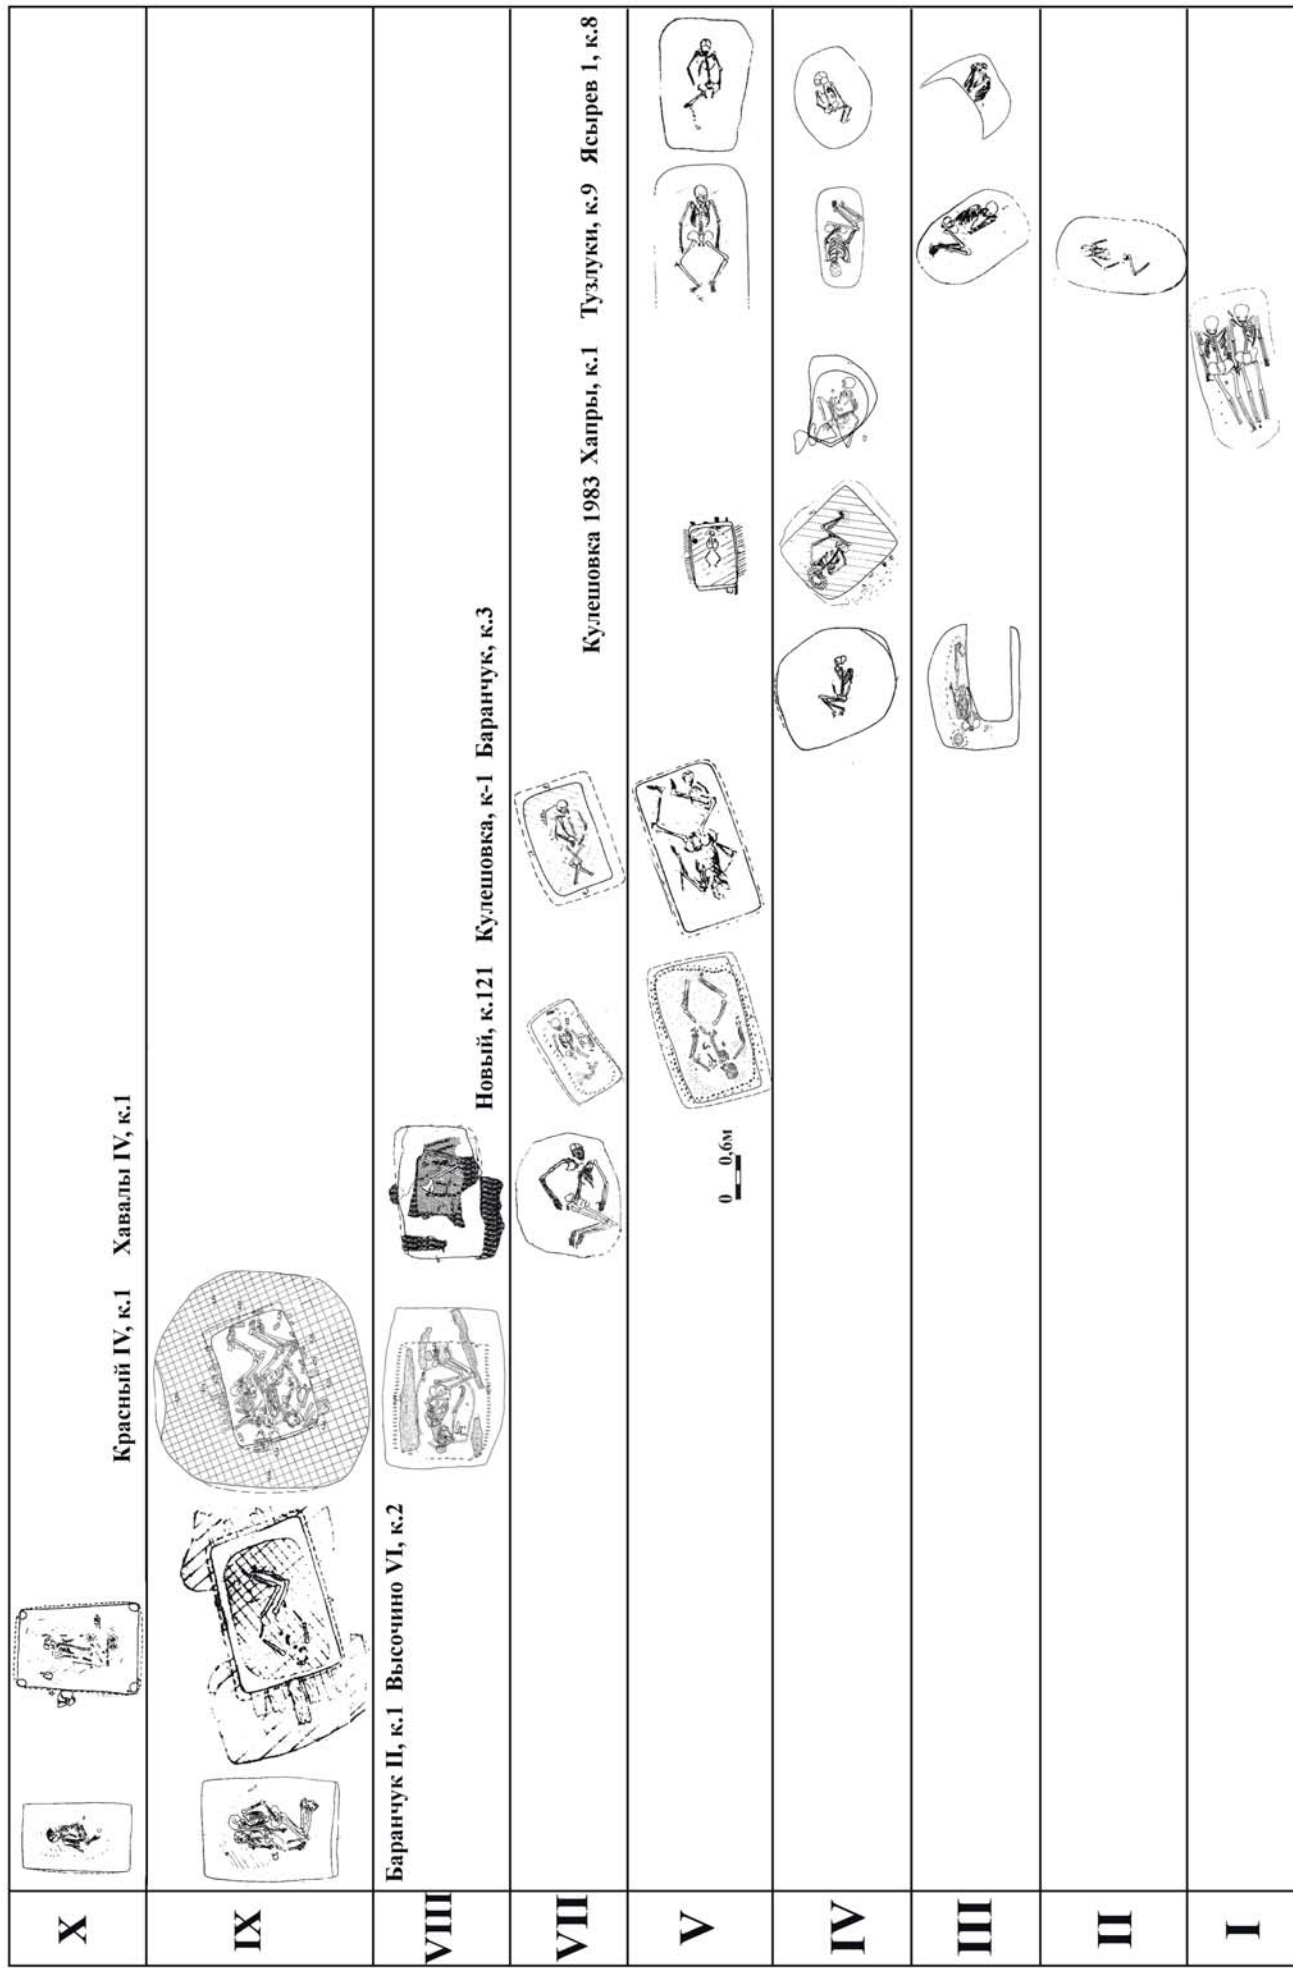 X
Красный IV, к.1 Хавалы IV, к.1
IX
Баранчук II, к.1 Высочино VI, к.2
VIII
Новый, к.121 Кулешовка, к-1 Баранчук, к.3
VII
Кулешовка 1983 Хапры, к.1 Тузлуки, к.9 Ясырев 1, к.8
V
0 0,6м
IV
III
II
I